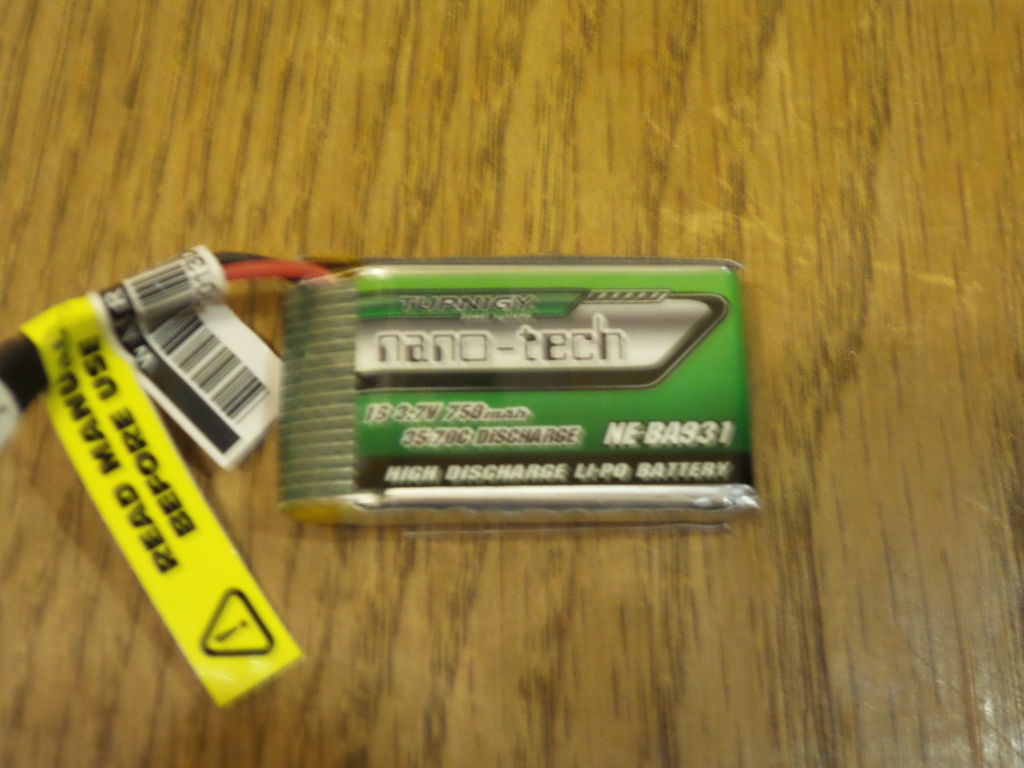 TURNIGY
nano-tech
1S 3.7V 750mah
35-70C DISCHARGE
NE-BA931
HIGH DISCHARGE LI-PO BATTERY
READ MANUAL
BEFORE USE